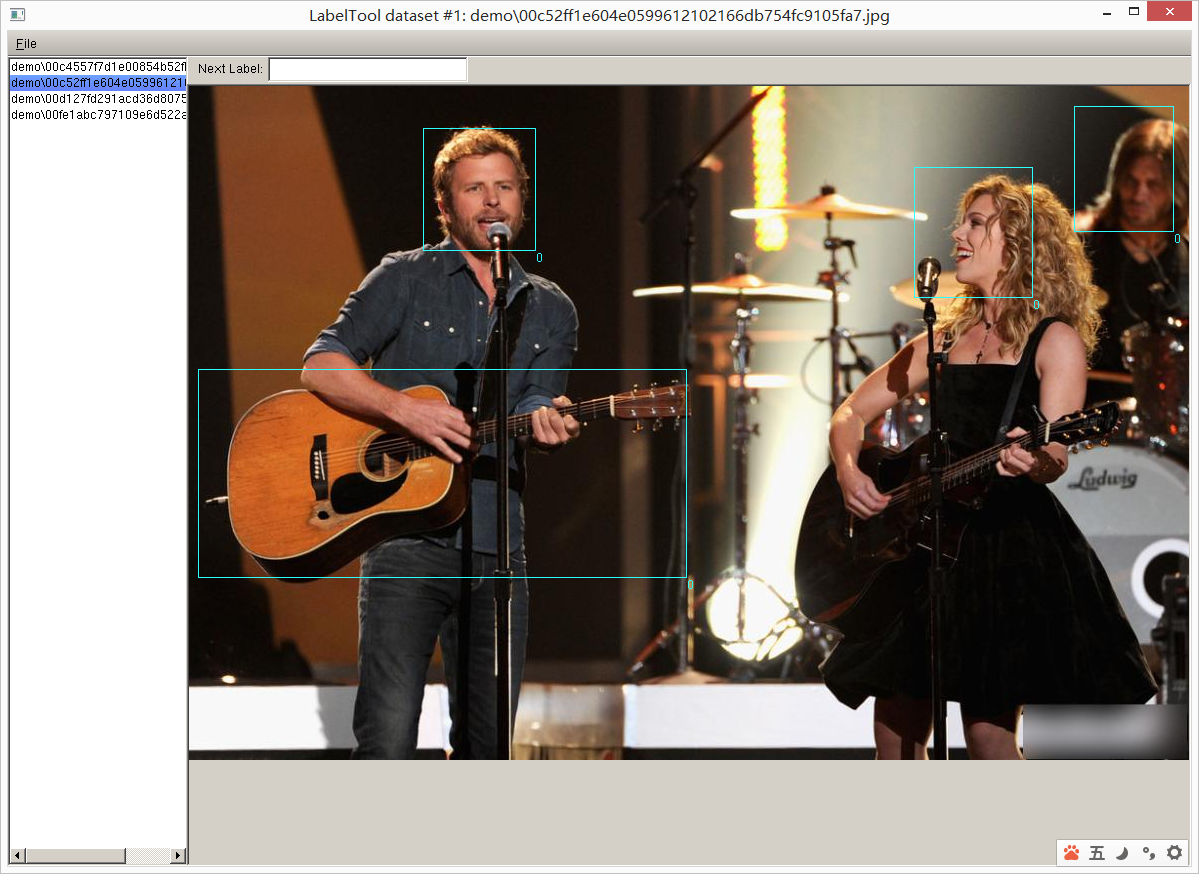 LabelTool dataset #1: demo\00c52ff1e604e0599612102166db754fc9105fa7.jpg
File
demo\00c4557f7d1e00854b52f
demo\00c52ff1e604e05996121
demo\00d127fd291acd36d8075
demo\00fe1abc797109e6d522a
Next Label:
0
0
0
0
Ludwig
五